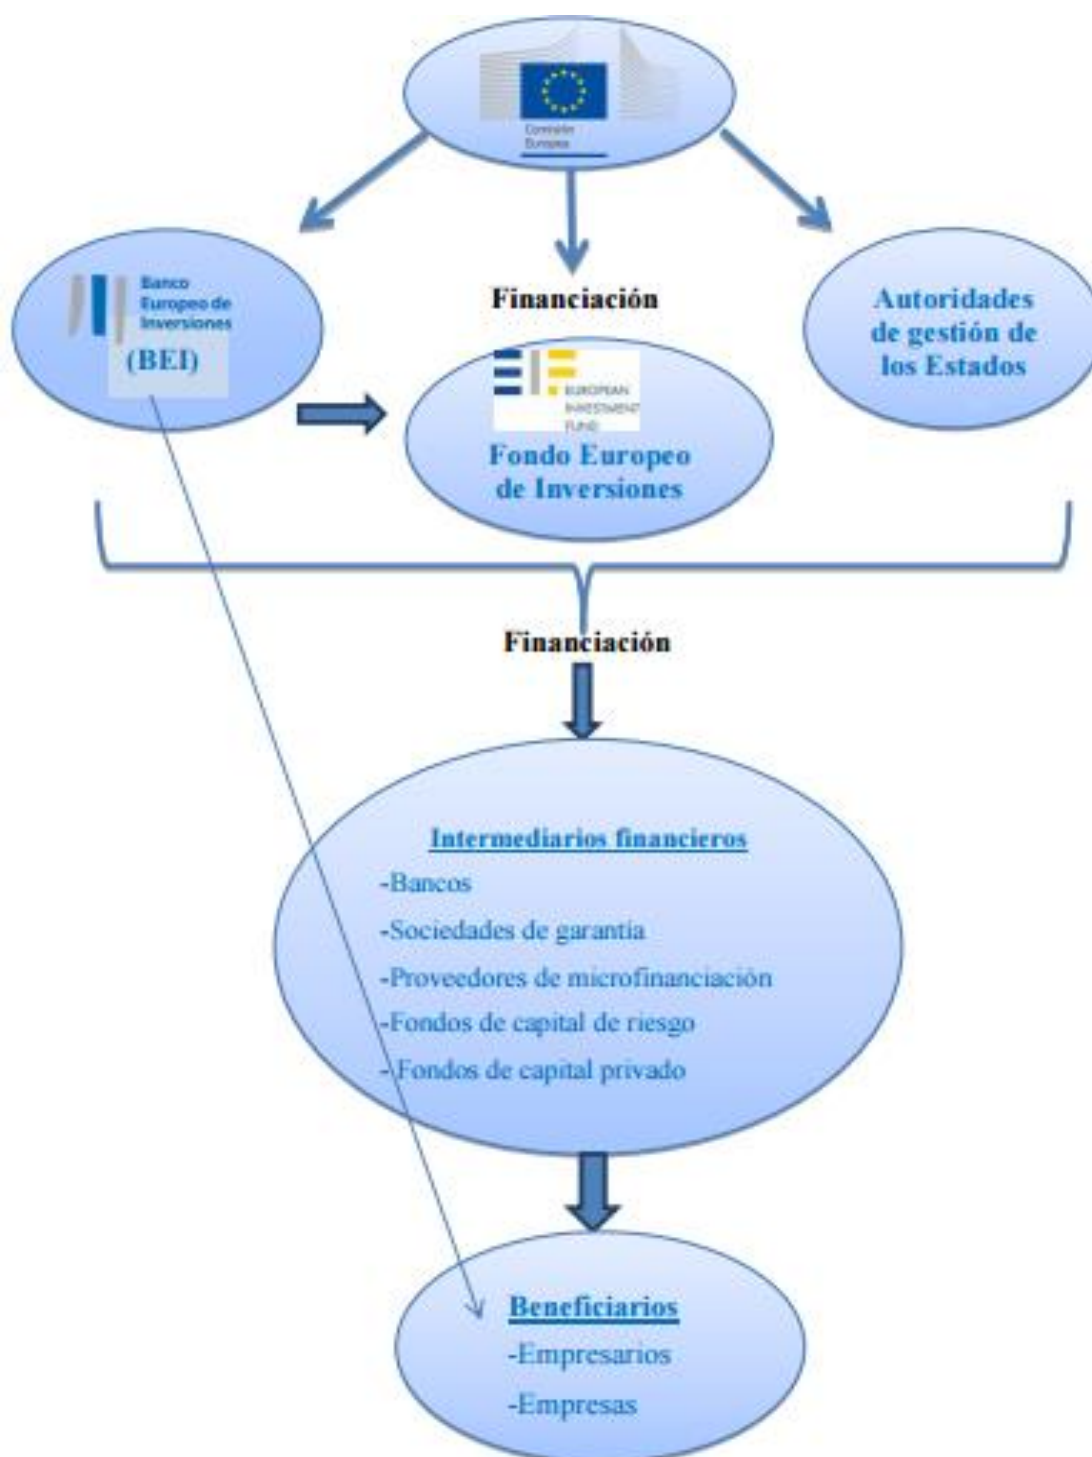 Comisión
Europea
Banco
Europeo de
Inversiones
(BEI)
Financiación
Autoridades
de gestión de
los Estados
EUROPEAN
INVESTMENT
FUND
Fondo Europeo
de Inversiones
Financiación
Intermediarios financieros
-Bancos
-Sociedades de garantía
-Proveedores de microfinanciación
-Fondos de capital de riesgo
- Fondos de capital privado
Beneficiarios
-Empresarios
-Empresas